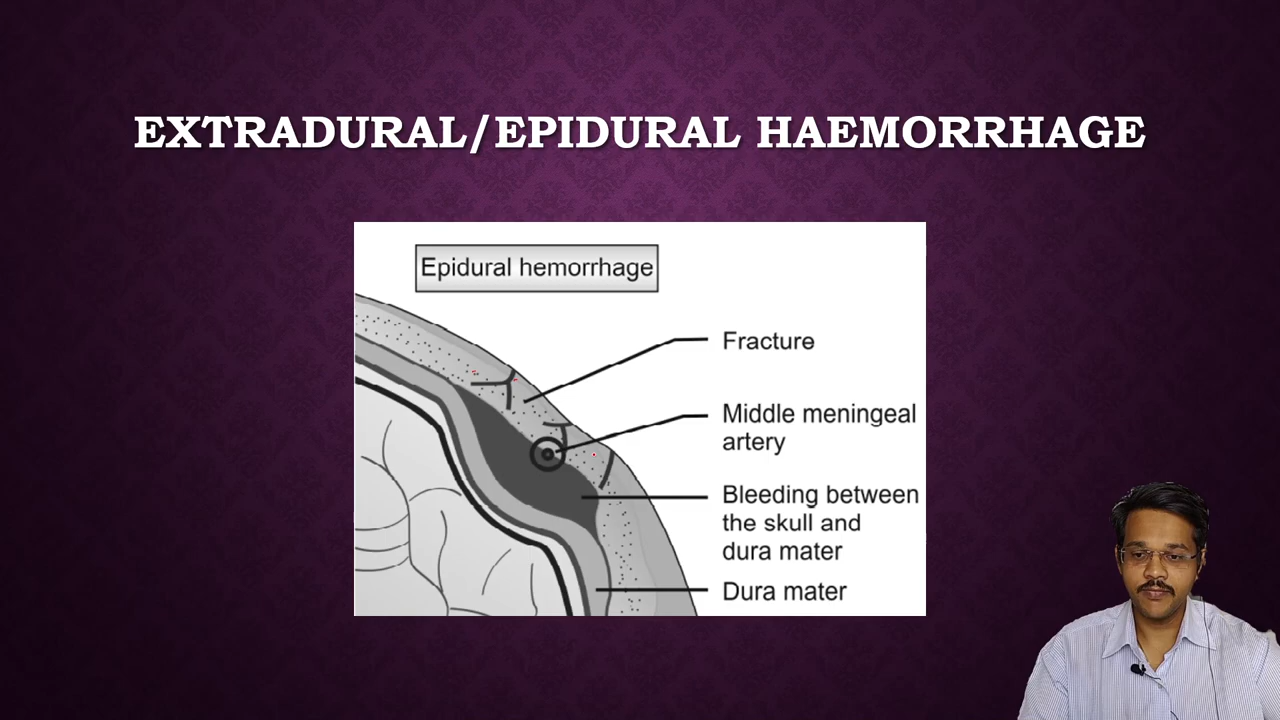 EXTRADURAL/EPIDURAL HAEMORRHAGE
Epidural hemorrhage
Fracture
Middle meningeal
artery
Bleeding between
the skull and
dura mater
Dura mater